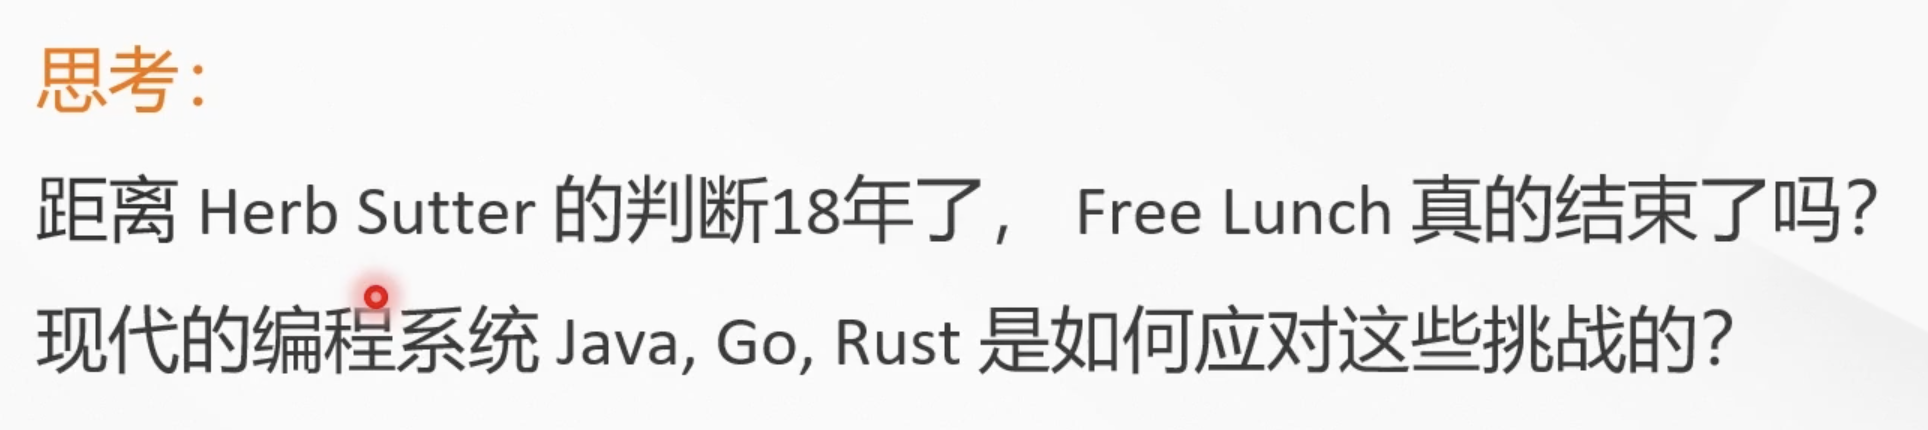 思考：
距离 Herb Sutter 的判断18年了， Free Lunch 真的结束了吗？
现代的编程系统 Java, Go, Rust 是如何应对这些挑战的？